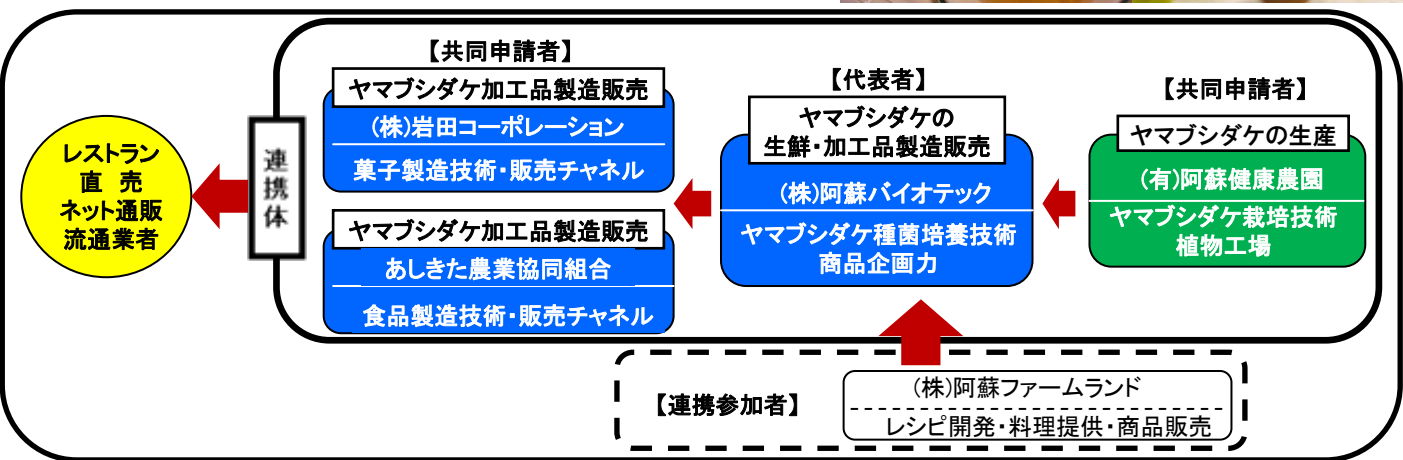 レストラン
直 売
ネット通販
流通業者
連
携
体
【共同申請者】
ヤマブシダケ加工品製造販売
(株)岩田コーポレーション
菓子製造技術・販売チャネル
ヤマブシダケ加工品製造販売
あしきた農業協同組合
食品製造技術・販売チャネル
【代表者】
ヤマブシダケの
生鮮・加工品製造販売
(株)阿蘇バイオテック
ヤマブシダケ種菌培養技術
商品企画力
【共同申請者】
ヤマブシダケの生産
(有)阿蘇健康農園
ヤマブシダケ栽培技術
植物工場
【連携参加者】
(株)阿蘇ファームランド
レシピ開発・料理提供・商品販売